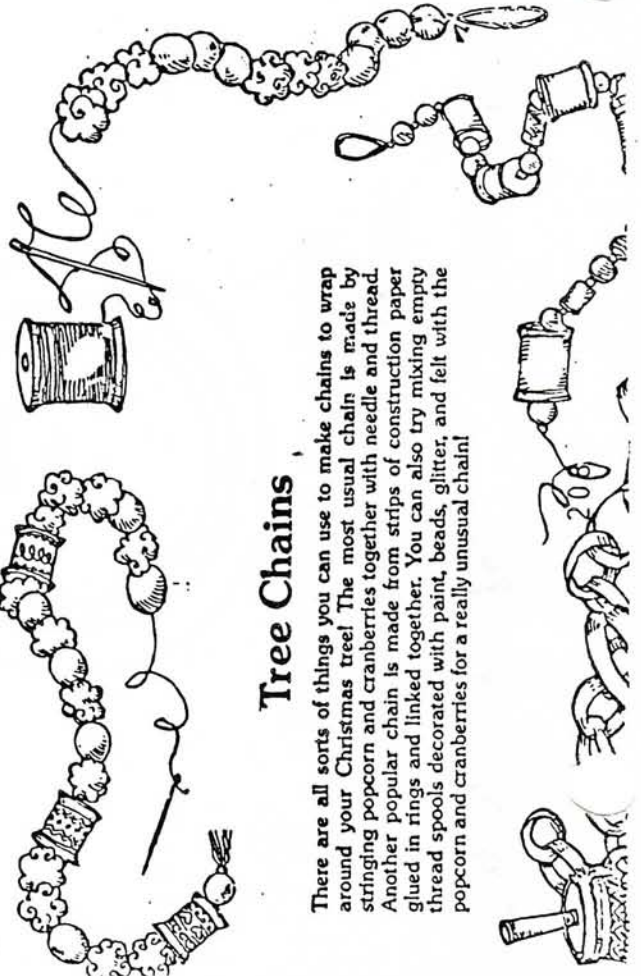 Tree Chains
There are all sorts of things you can use to make chains to wrap
around your Christmas tree! The most usual chain is made by
stringing popcorn and cranberries together with needle and thread.
Another popular chain is made from strips of construction paper
glued in rings and linked together. You can also try mixing empty
thread spools decorated with paint, beads, glitter, and felt with the
popcorn and cranberries for a really unusual chain!